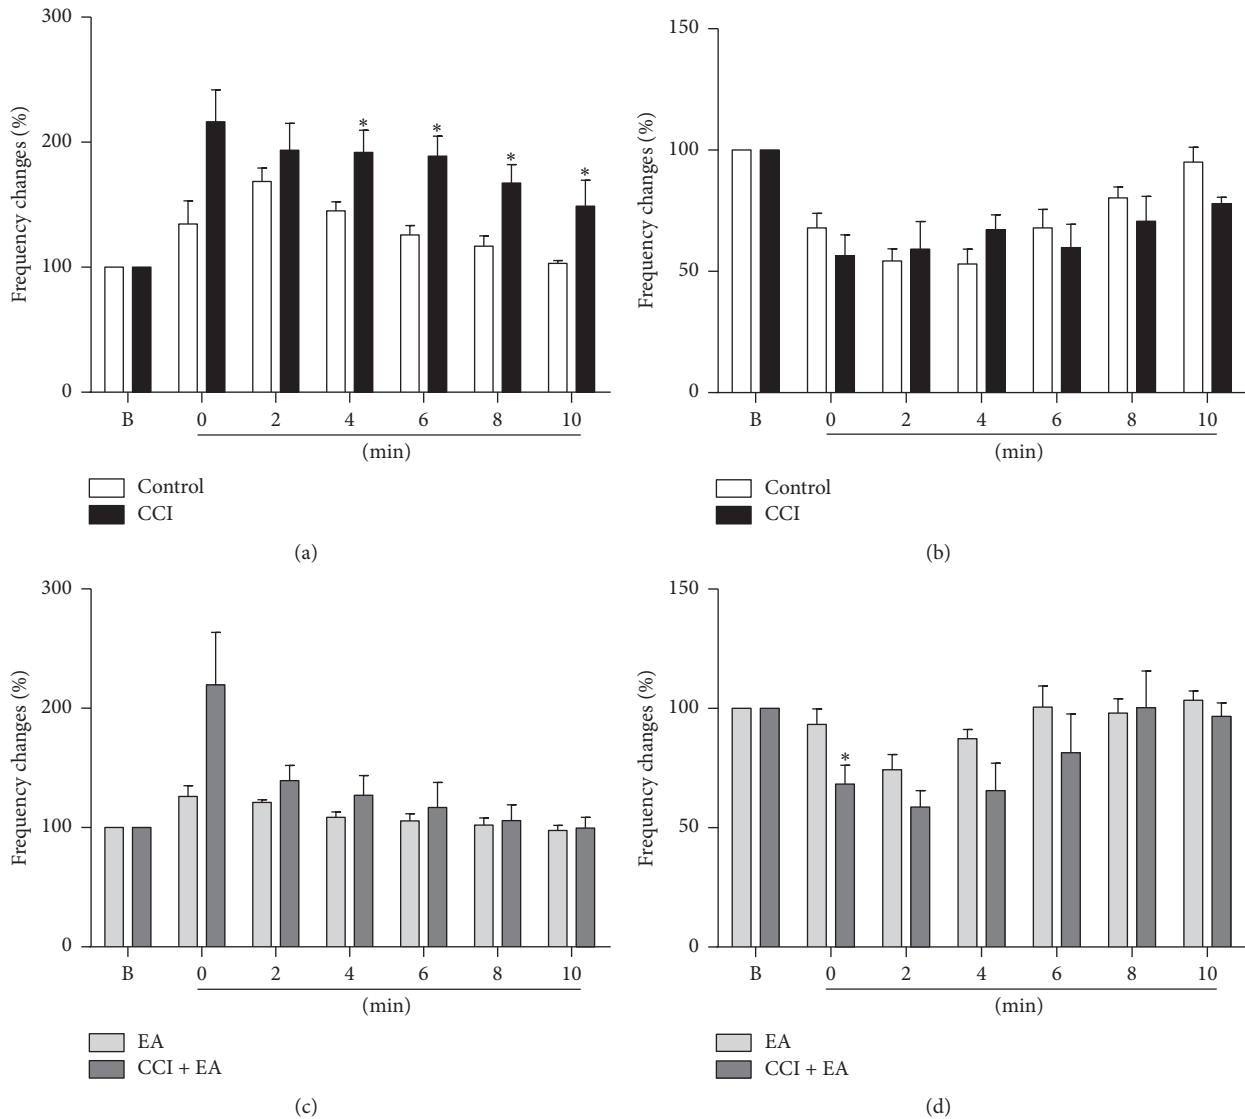 300
200
100
0
Frequency changes (%)
* * * *
B 0 2 4 6 8 10
(min)
Control
CCI
(a)
150
100
50
0
Frequency changes (%)
B 0 2 4 6 8 10
(min)
Control
CCI
(b)
300
200
100
0
Frequency changes (%)
B 0 2 4 6 8 10
(min)
EA
CCI + EA
(c)
150
100
50
0
Frequency changes (%)
*
B 0 2 4 6 8 10
(min)
EA
CCI + EA
(d)